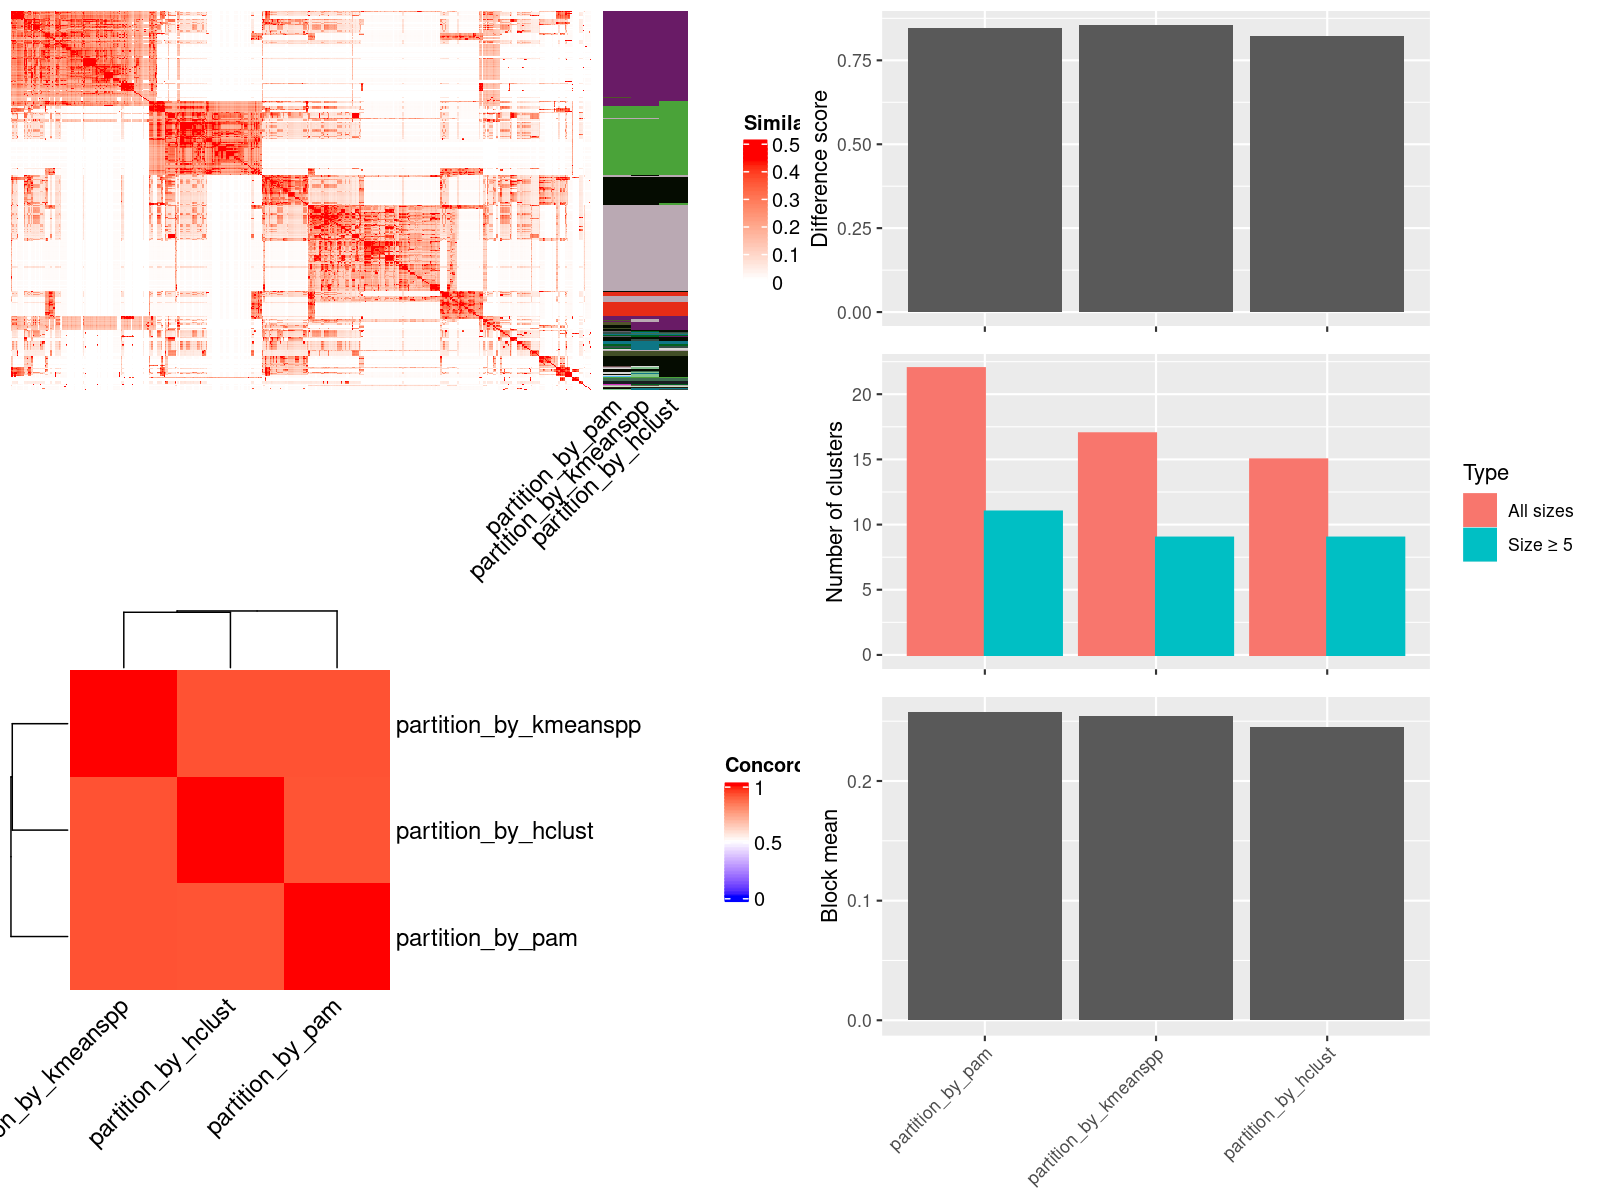 Simila
0.5
0.4
0.3
0.2
0.1
0
partition_by_pam
partition_by_kmeanspp
partition_by_hclust
partition_by_kmeanspp
partition_by_hclust
partition_by_pam
Concord
1
0.5
0
on_by_kmeanspp
partition_by_hclust
partition_by_pam
Difference score
0.75
0.50
0.25
0.00
Number of clusters
20
15
10
5
0
Type
All sizes
Size ≥ 5
Block mean
0.2
0.1
0.0
partition_by_pam
partition_by_kmeanspp
partition_by_hclust